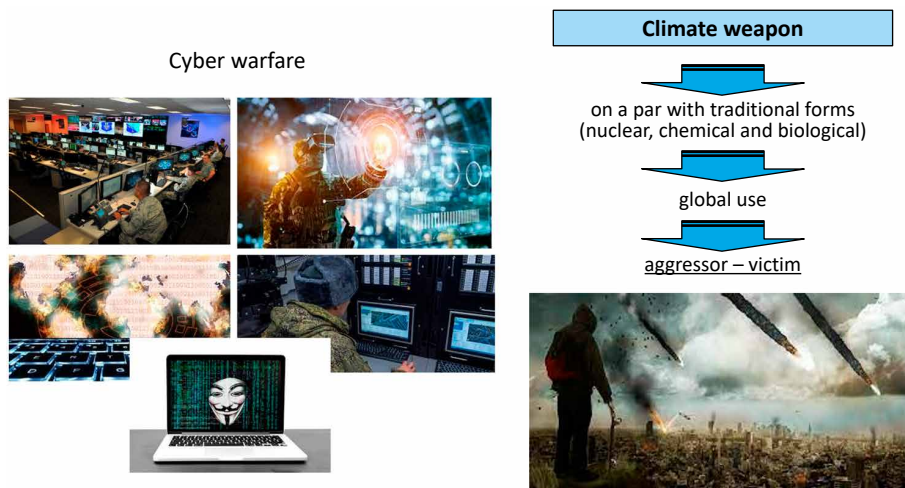 Cyber warfare
Climate weapon
on a par with traditional forms
(nuclear, chemical and biological)
global use
aggressor – victim